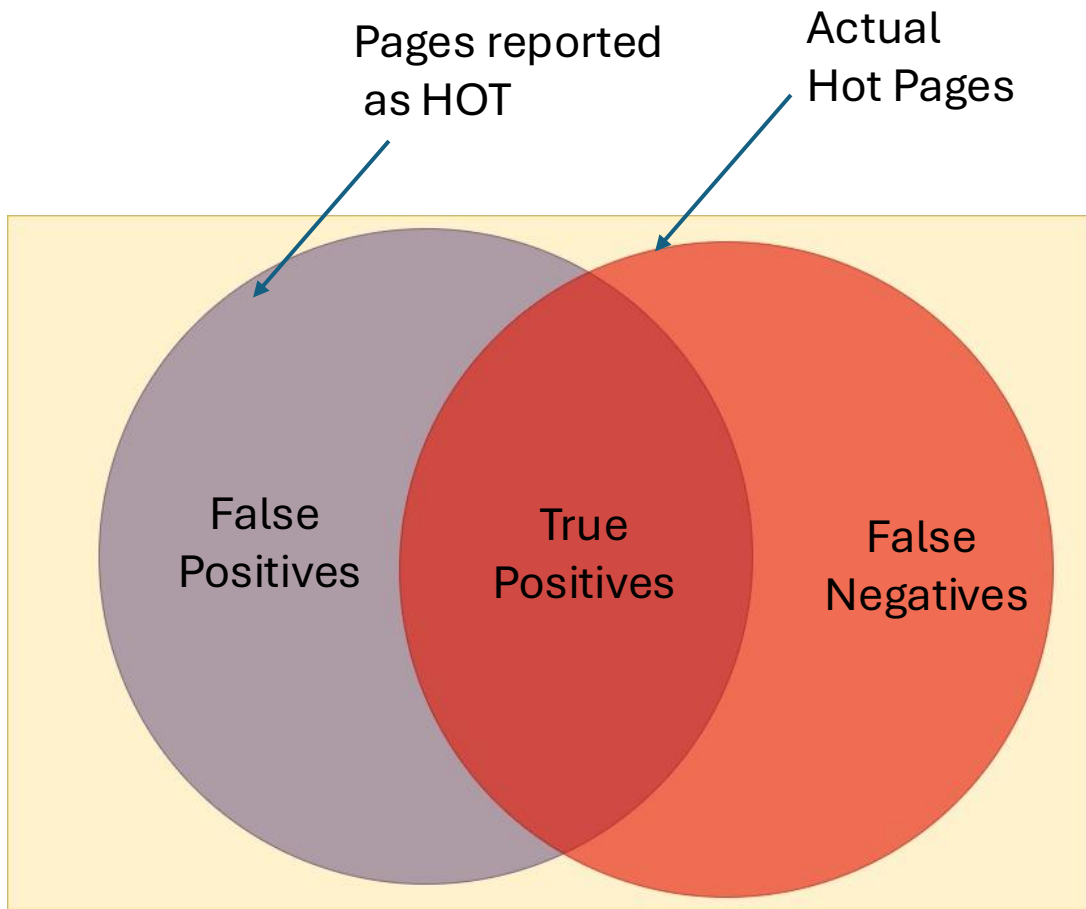 Pages reported
as HOT
Actual
Hot Pages
False
Positives
True
Positives
False
Negatives